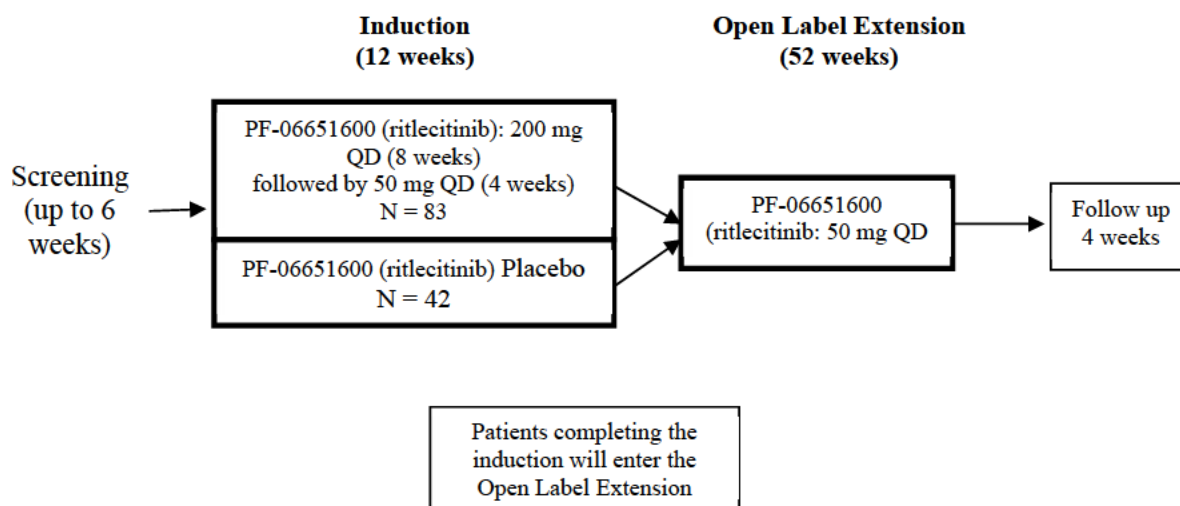 Induction
(12 weeks)
Open Label Extension
(52 weeks)
Screening
(up to 6
weeks)
PF-06651600 (ritlecitinib): 200 mg
QD (8 weeks)
followed by 50 mg QD (4 weeks)
N = 83
PF-06651600 (ritlecitinib) Placebo
N = 42
PF-06651600
(ritlecitinib: 50 mg QD
Follow up
4 weeks
Patients completing the
induction will enter the
Open Label Extension